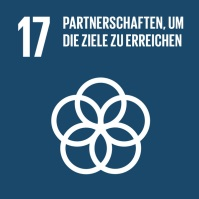 17 PARTNERSCHAFTEN, UM
DIE ZIELE ZU ERREICHEN